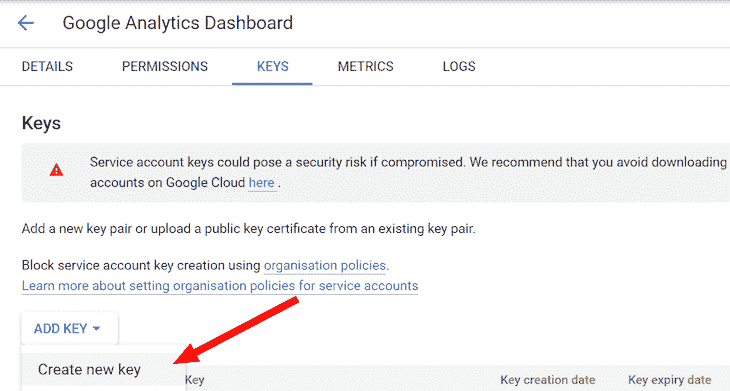 Google Analytics Dashboard
DETAILS PERMISSIONS KEYS METRICS LOGS
Keys
Service account keys could pose a security risk if compromised. We recommend that you avoid downloading
accounts on Google Cloud here .
Add a new key pair or upload a public key certificate from an existing key pair.
Block service account key creation using organisation policies.
Learn more about setting organisation policies for service accounts
ADD KEY
Create new key
Key Key creation date Key expiry date